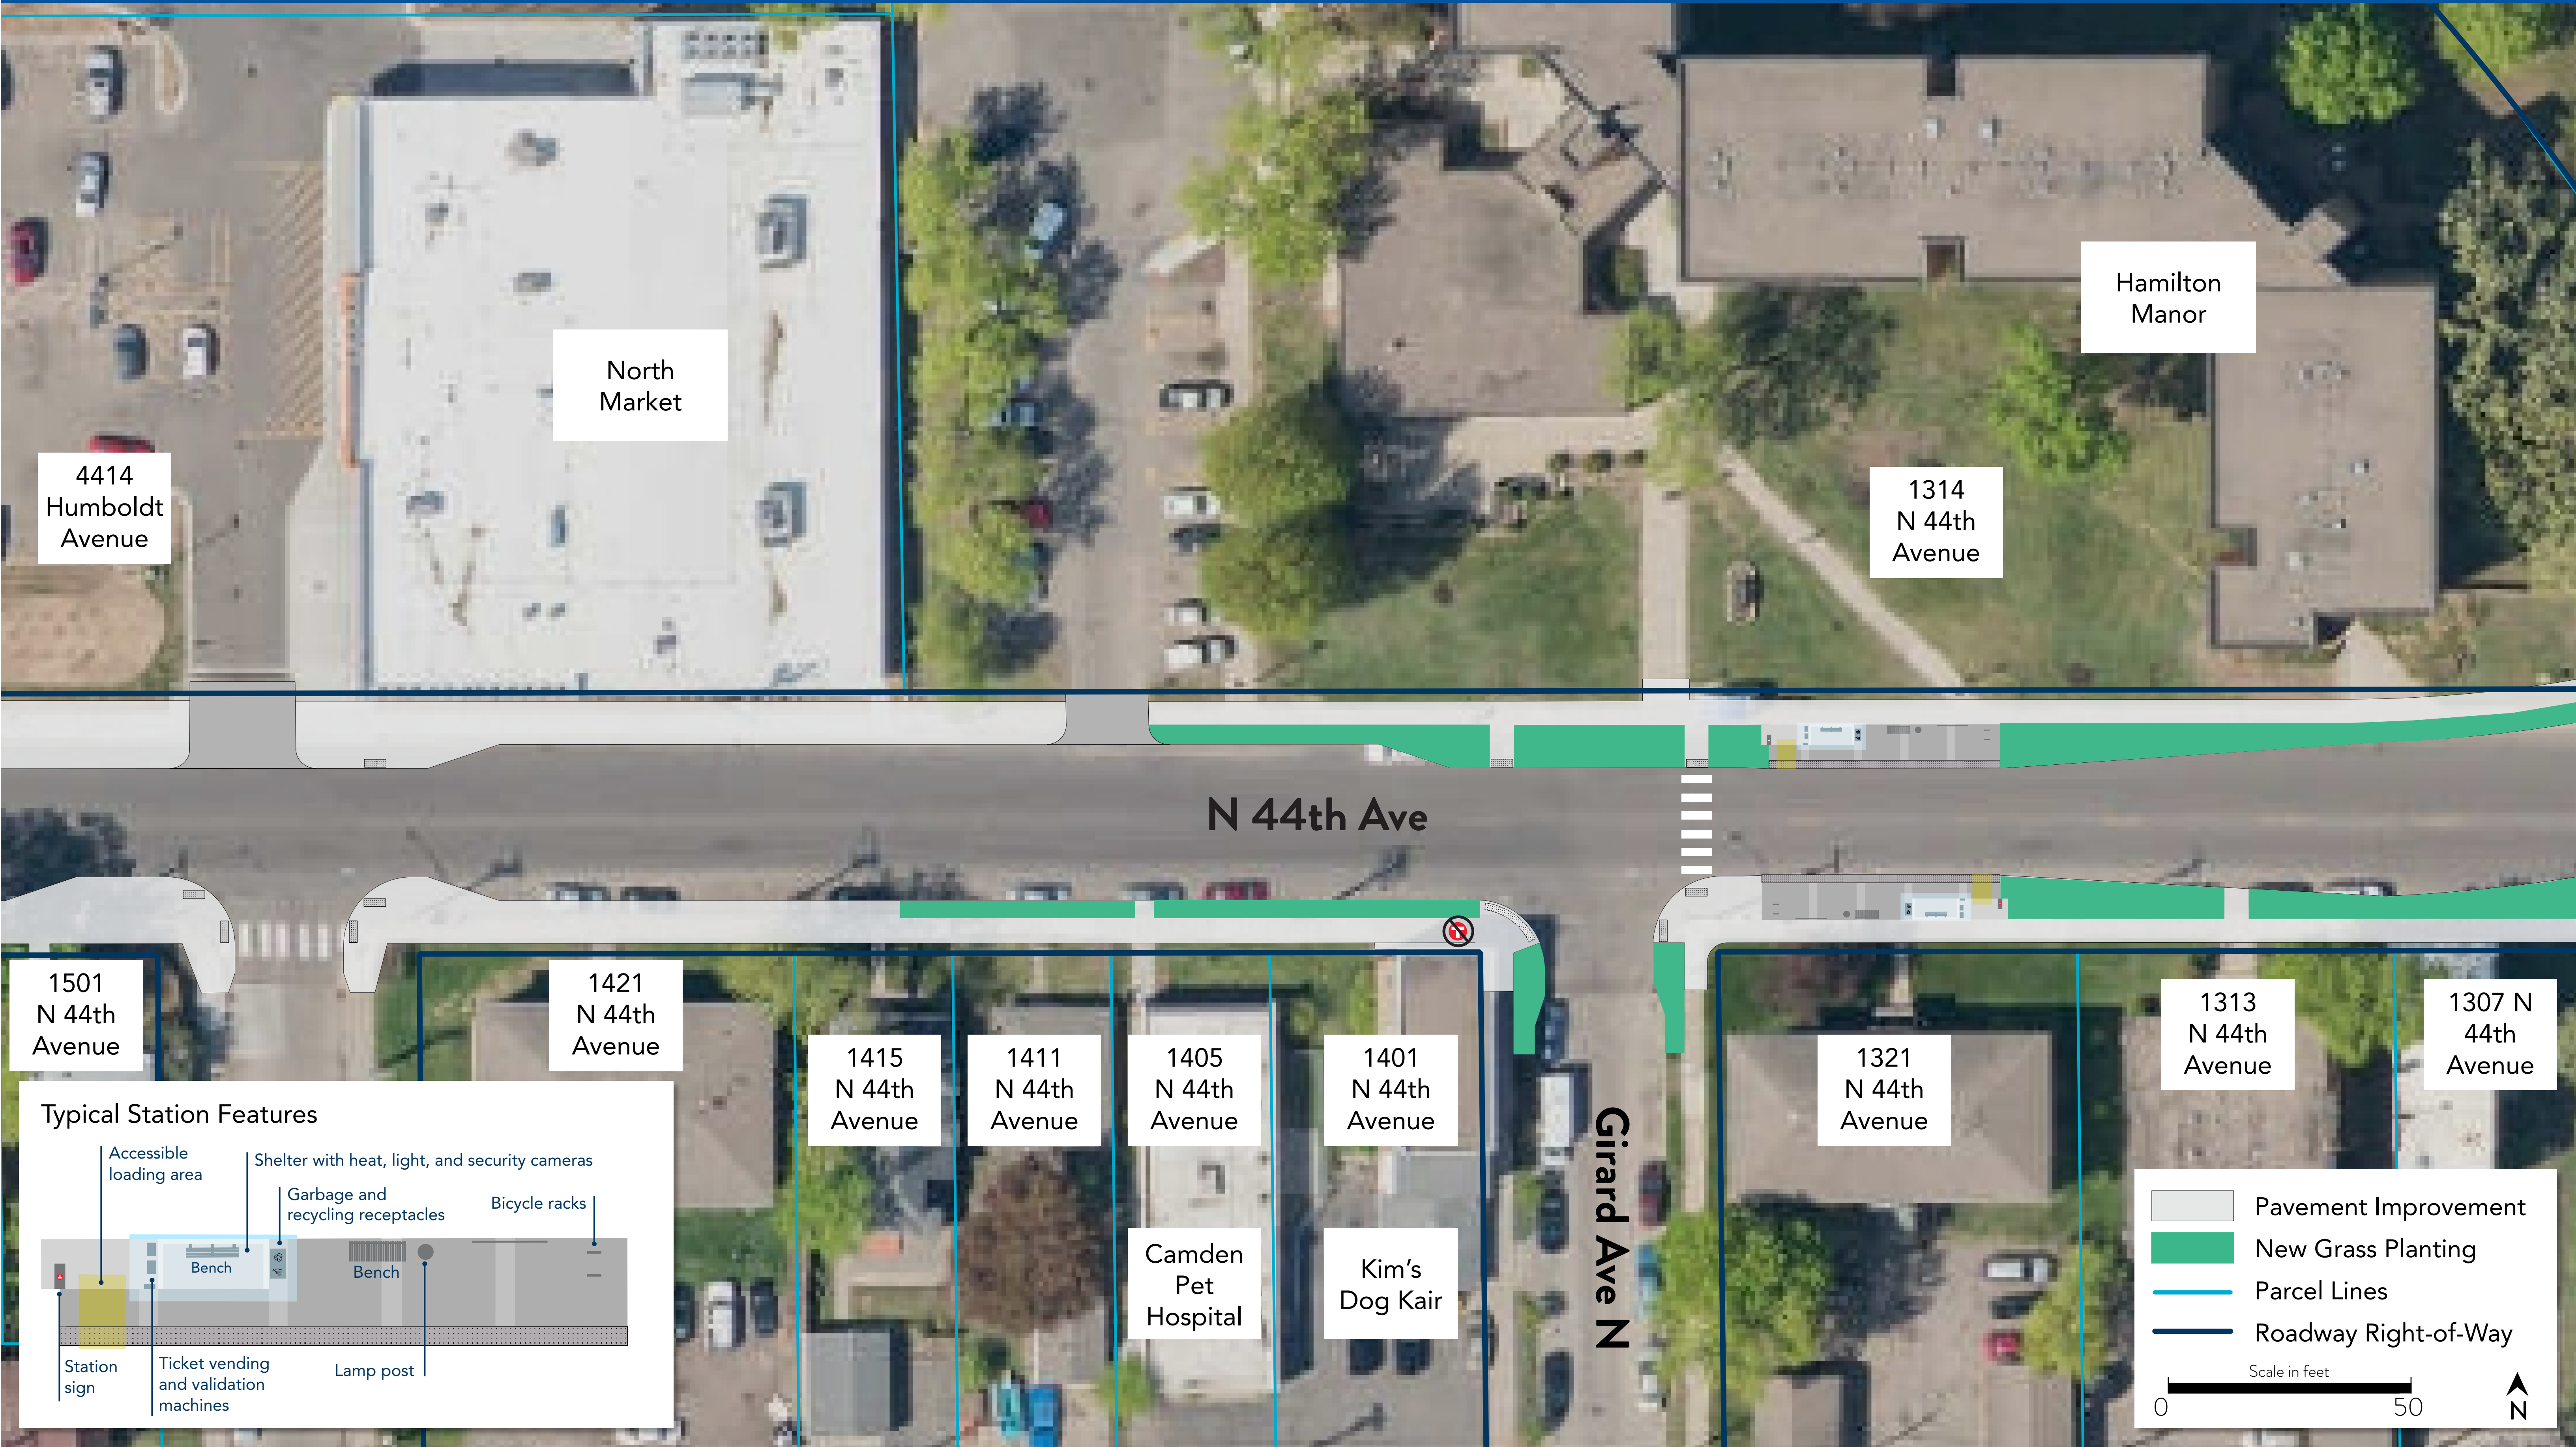 North
Market
Hamilton
Manor
4414
Humboldt
Avenue
1314
N 44th
Avenue
N 44th Ave
1501
N 44th
Avenue
1421
N 44th
Avenue
1415
N 44th
Avenue
1411
N 44th
Avenue
1405
N 44th
Avenue
1401
N 44th
Avenue
1321
N 44th
Avenue
1313
N 44th
Avenue
1307 N
44th
Avenue
Camden
Pet
Hospital
Kim's
Dog Kair
Girard Ave N
Typical Station Features
Accessible
loading area
Shelter with heat, light, and security cameras
Garbage and
recycling receptacles
Bicycle racks
Bench
Bench
Station
sign
Ticket vending
and validation
machines
Lamp post
Pavement Improvement
New Grass Planting
Parcel Lines
Roadway Right-of-Way
Scale in feet
0
50
N